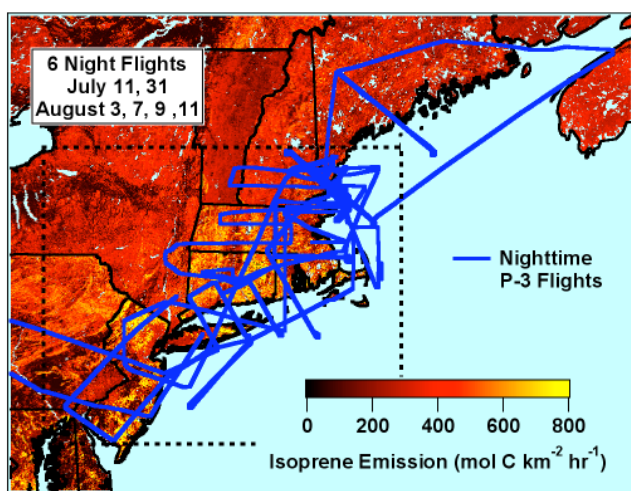 6 Night Flights
July 11, 31
August 3, 7, 9 ,11
Nighttime
P-3 Flights
0 200 400 600 800
Isoprene Emission (mol C km⁻² hr⁻¹)